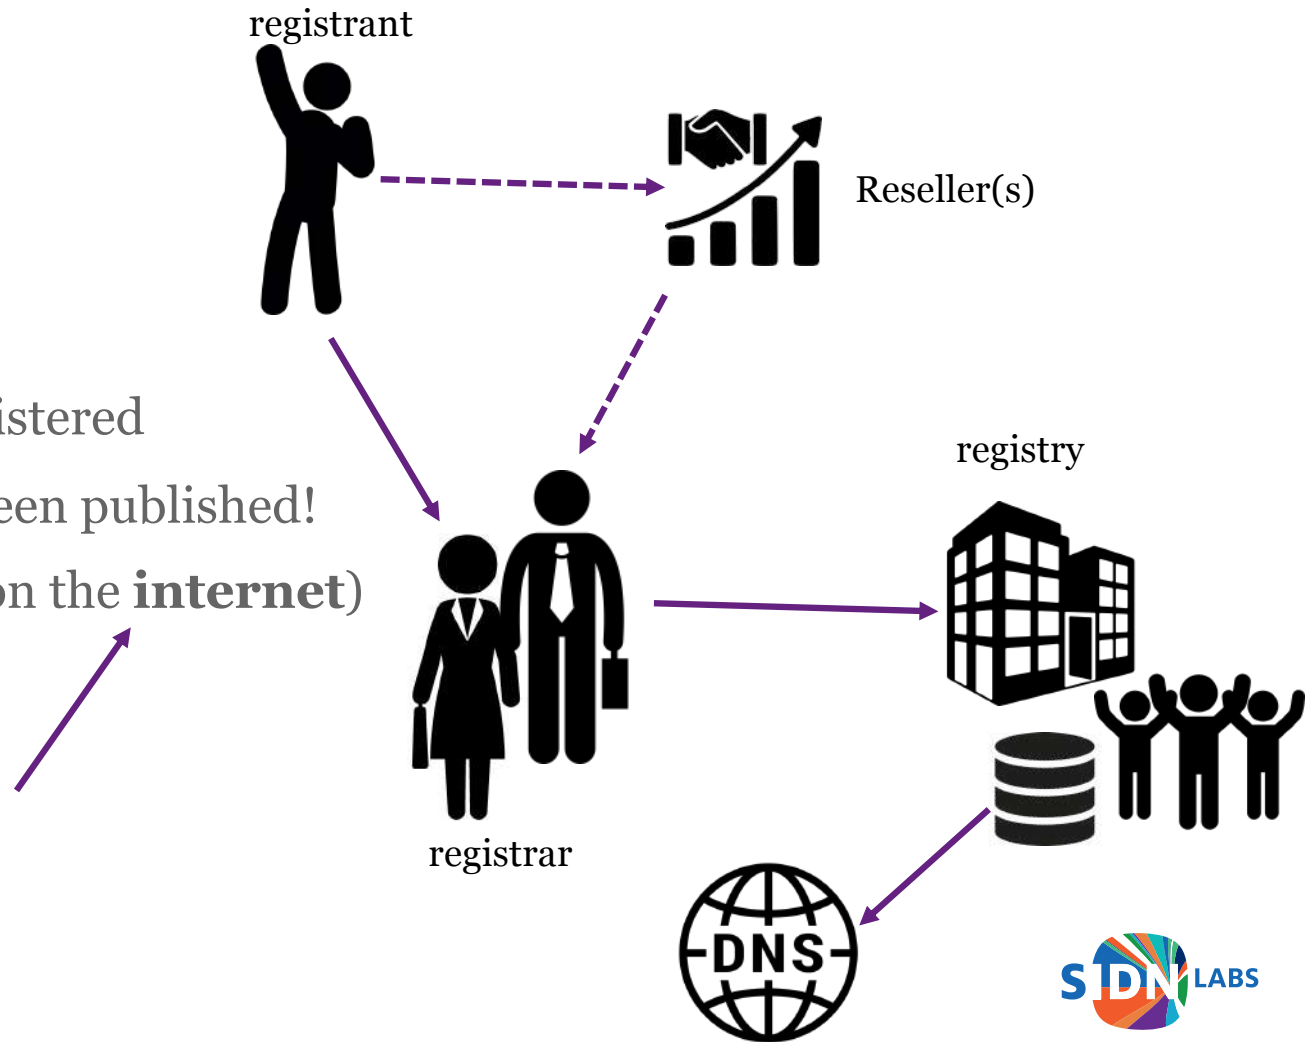 registrant
Reseller(s)
istered
een published!
on the internet)
registry
registrar
DNS
SIDN LABS